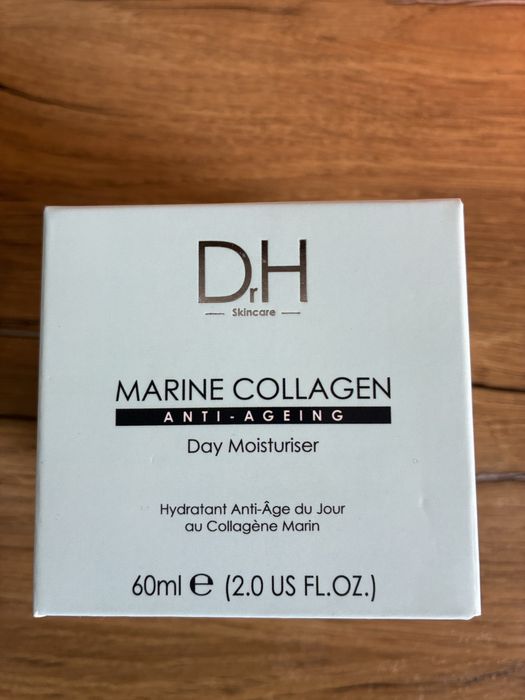 DrH
Skincare
MARINE COLLAGEN
ANTI-AGEING
Day Moisturiser
Hydratant Anti-Âge du Jour
au Collagène Marin
60ml ℮ (2.0 US FL.OZ.)